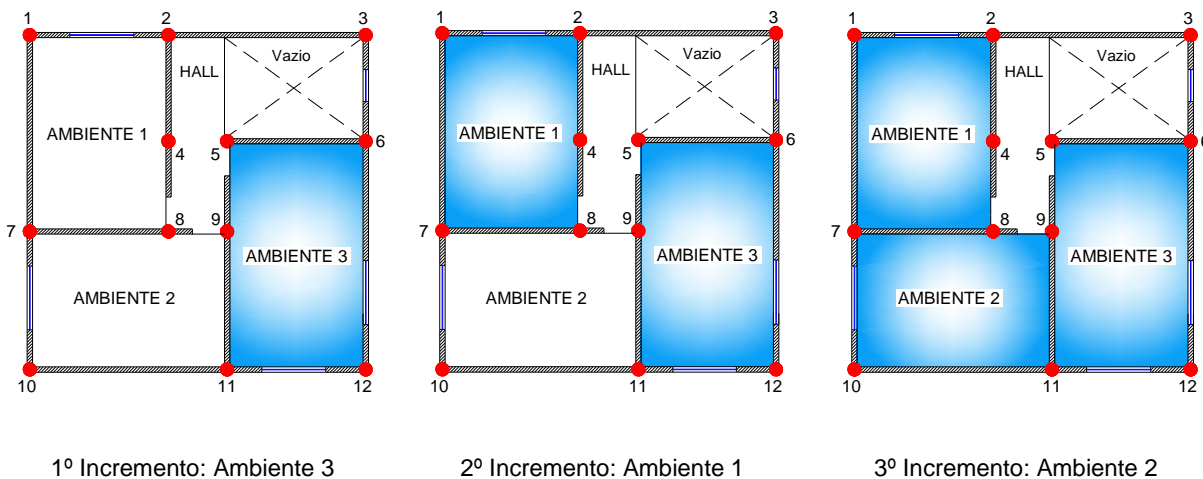 1 2 3
Vazio
HALL
AMBIENTE 1
4 5 6
8 9
7
AMBIENTE 3
AMBIENTE 2
10 11 12
1º Incremento: Ambiente 3
1 2 3
Vazio
HALL
AMBIENTE 1
4 5 6
8 9
7
AMBIENTE 3
AMBIENTE 2
10 11 12
2º Incremento: Ambiente 1
1 2 3
Vazio
HALL
AMBIENTE 1
4 5 6
8 9
7
AMBIENTE 3
AMBIENTE 2
10 11 12
3º Incremento: Ambiente 2